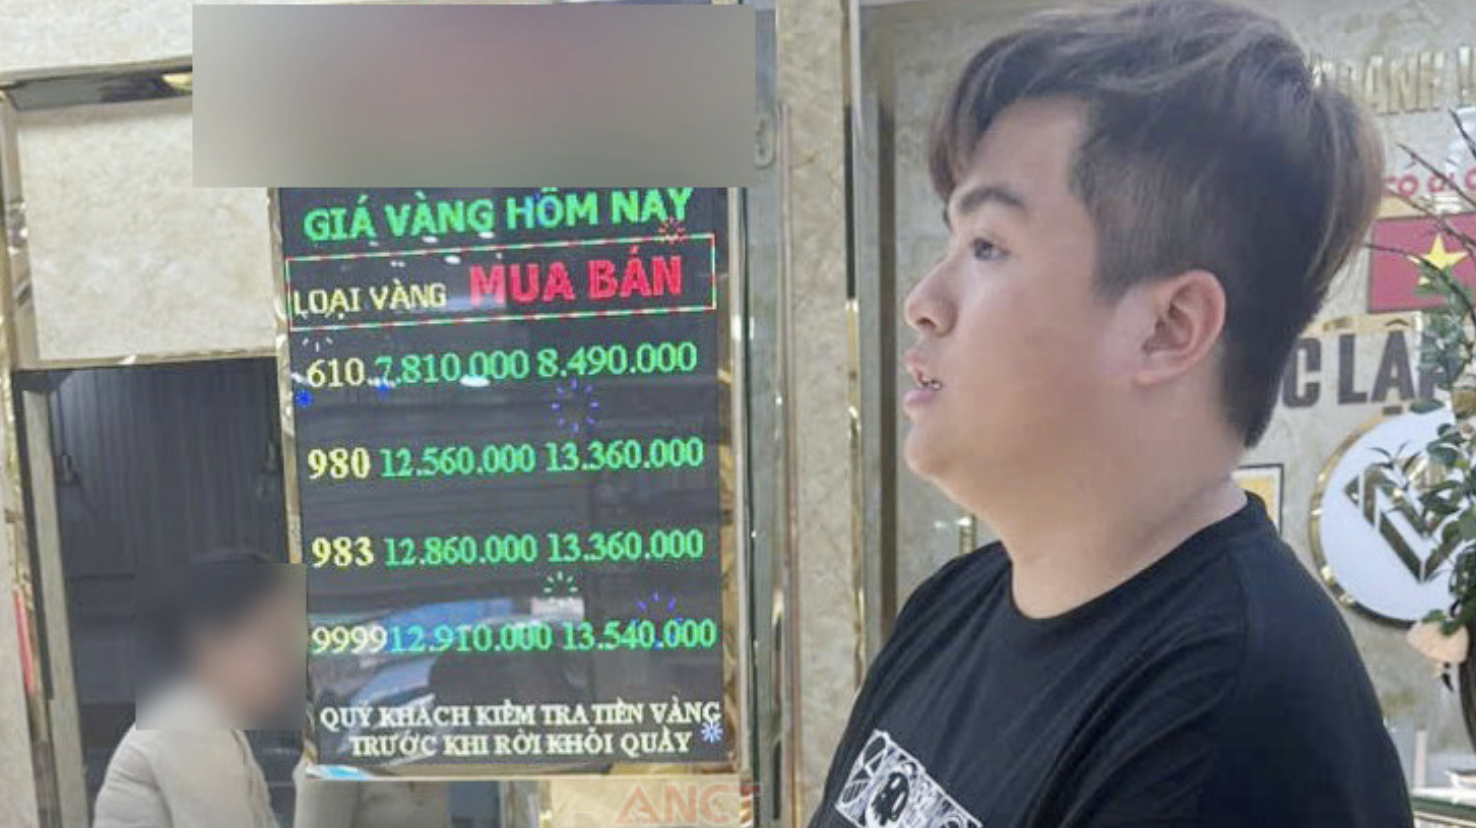 GIÁ VÀNG HÔM NAY
LOẠI VÀNG MUA BÁN
610 7.810.000 8.490.000
980 12.560.000 13.360.000
983 12.860.000 13.360.000
9999 12.910.000 13.540.000
QUÝ KHÁCH KIỂM TRA TIỀN VÀNG
TRƯỚC KHI RỜI KHỎI QUẦY
ANCT